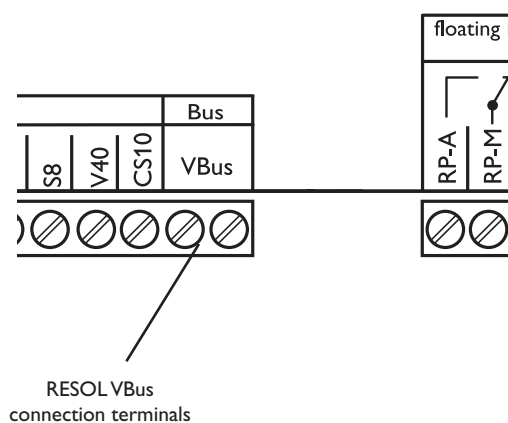 floating
Bus
S8
V40
CS10
VBus
RP-A
RP-M
RESOL VBus
connection terminals